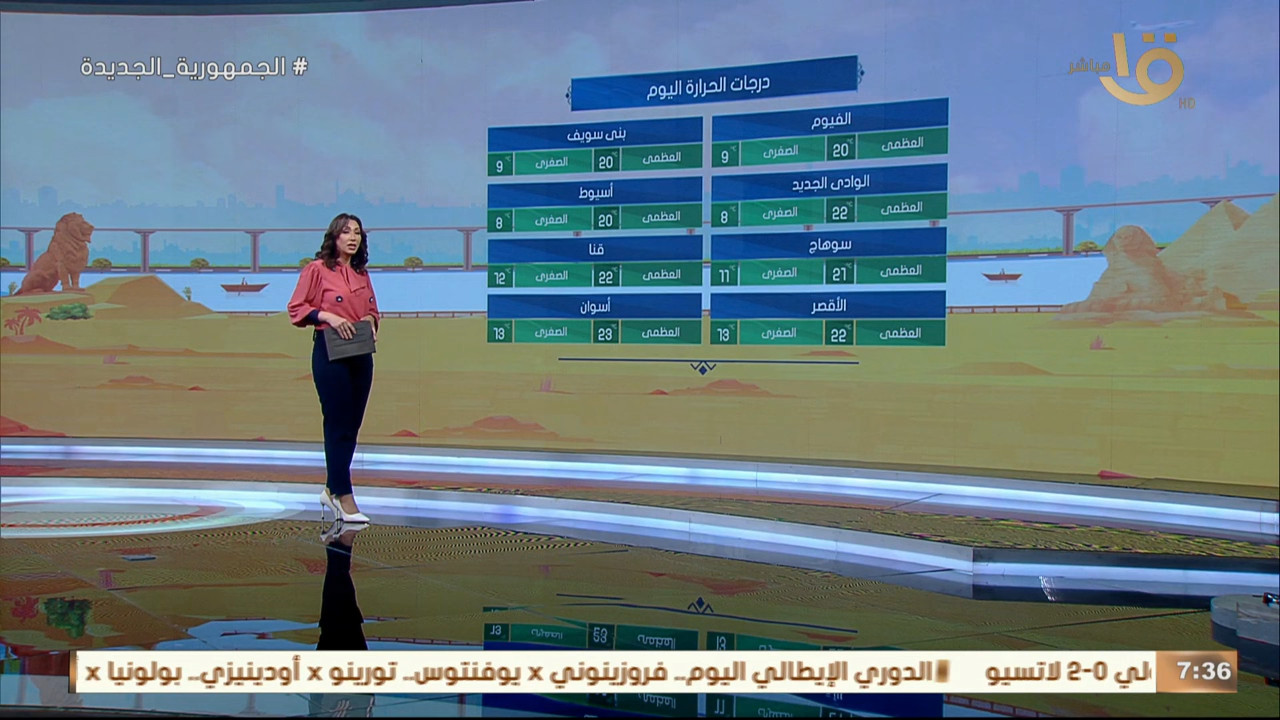 #الجمهورية_الجديدة
مباشر
HD
درجات الحرارة اليوم
الفيوم
العظمى 20 الصغرى 9
بنى سويف
العظمى 20 الصغرى 9
الوادى الجديد
العظمى 22 الصغرى 8
أسيوط
العظمى 20 الصغرى 8
سوهاج
العظمى 21 الصغرى 11
قنا
العظمى 22 الصغرى 12
الأقصر
العظمى 22 الصغرى 13
أسوان
العظمى 23 الصغرى 13
7:36
لي 0-2 لاتسيو الدوري الإيطالي اليوم.. فروزينوني x يوفنتوس.. تورينو x أودينيزي.. بولونيا x